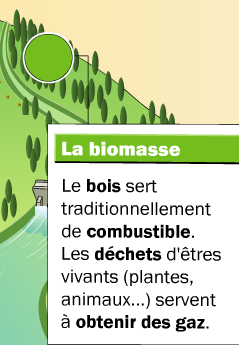 La biomasse
Le bois sert
traditionnellement
de combustible.
Les déchets d'êtres
vivants (plantes,
animaux...) servent
à obtenir des gaz.